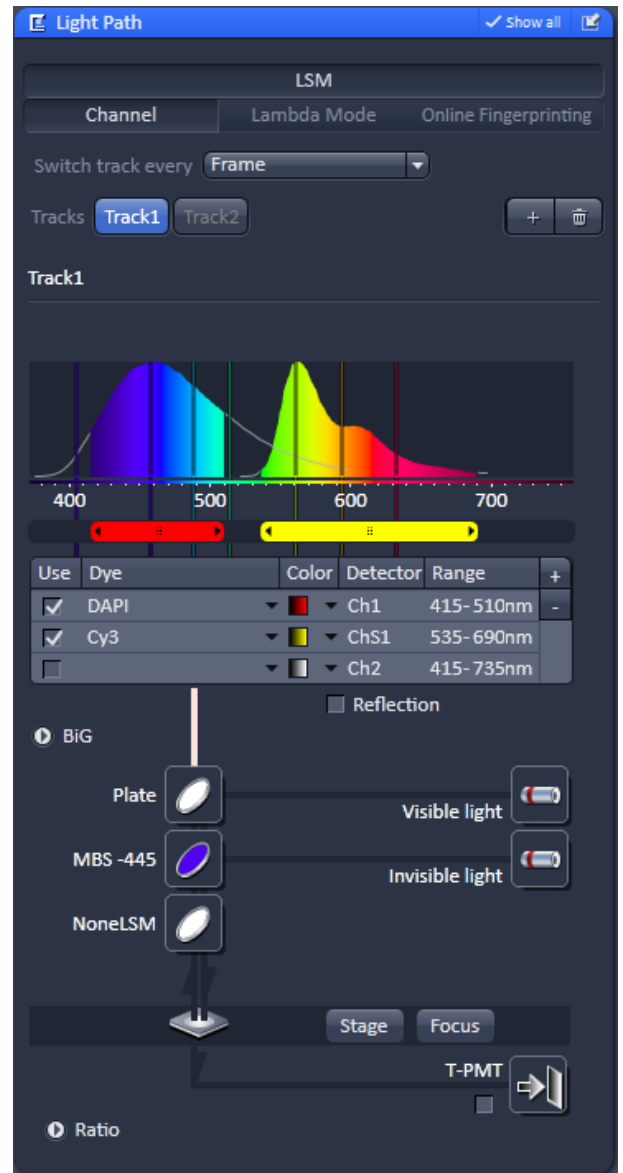 Light Path Show all
LSM
Channel Lambda Mode Online Fingerprinting
Switch track every Frame
Tracks Track1 Track2 +
Track1
400 500 600 700
Use Dye Color Detector Range +
DAPI Ch1 415-510nm -
Cy3 ChS1 535-690nm
Ch2 415-735nm
Reflection
BiG
Plate
Visible light
MBS -445
Invisible light
NoneLSM
Stage Focus
T-PMT
Ratio